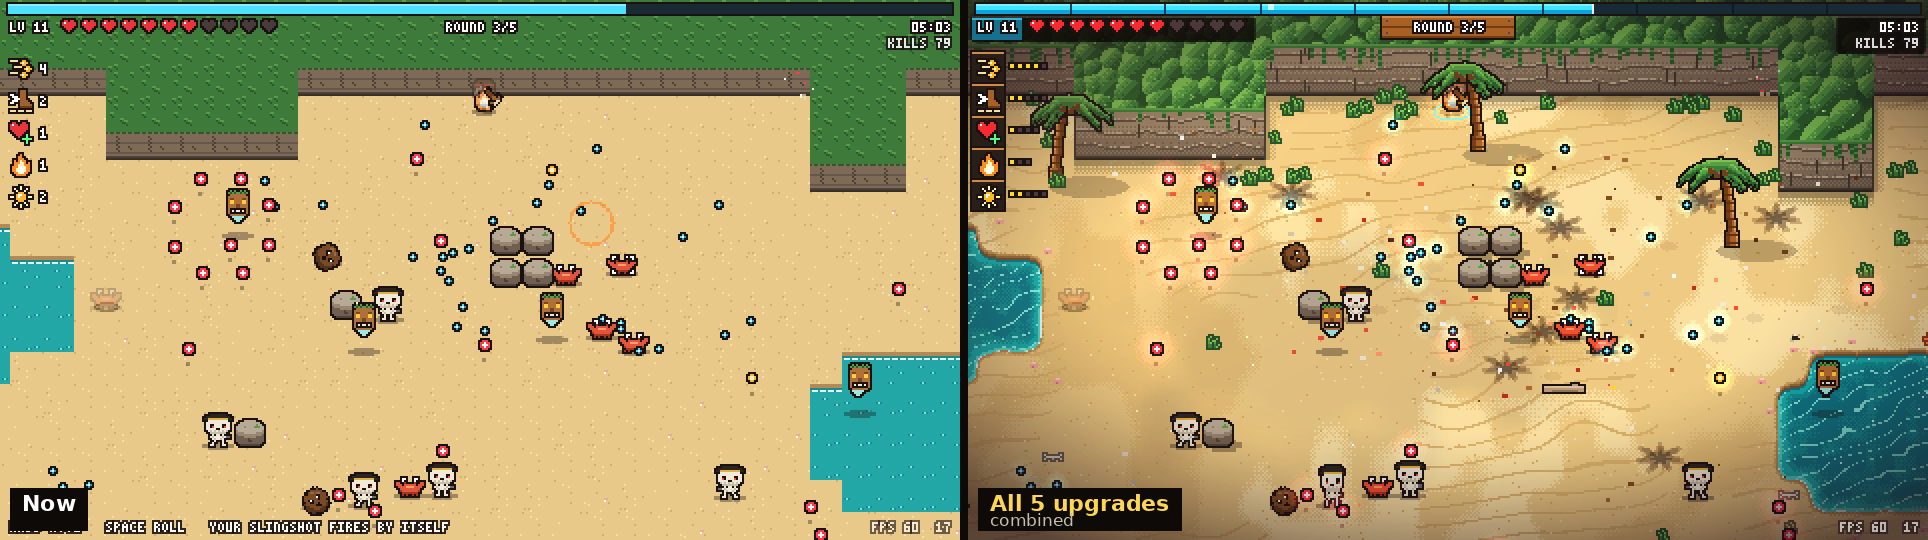 LV 11
ROUND 3/5
05:03
KILLS 79
4
2
1
1
2
Now
SPACE ROLL YOUR SLINGSHOT FIRES BY ITSELF
FPS 60 17
LV 11
ROUND 3/5
05:03
KILLS 79
All 5 upgrades
combined
FPS 60 17